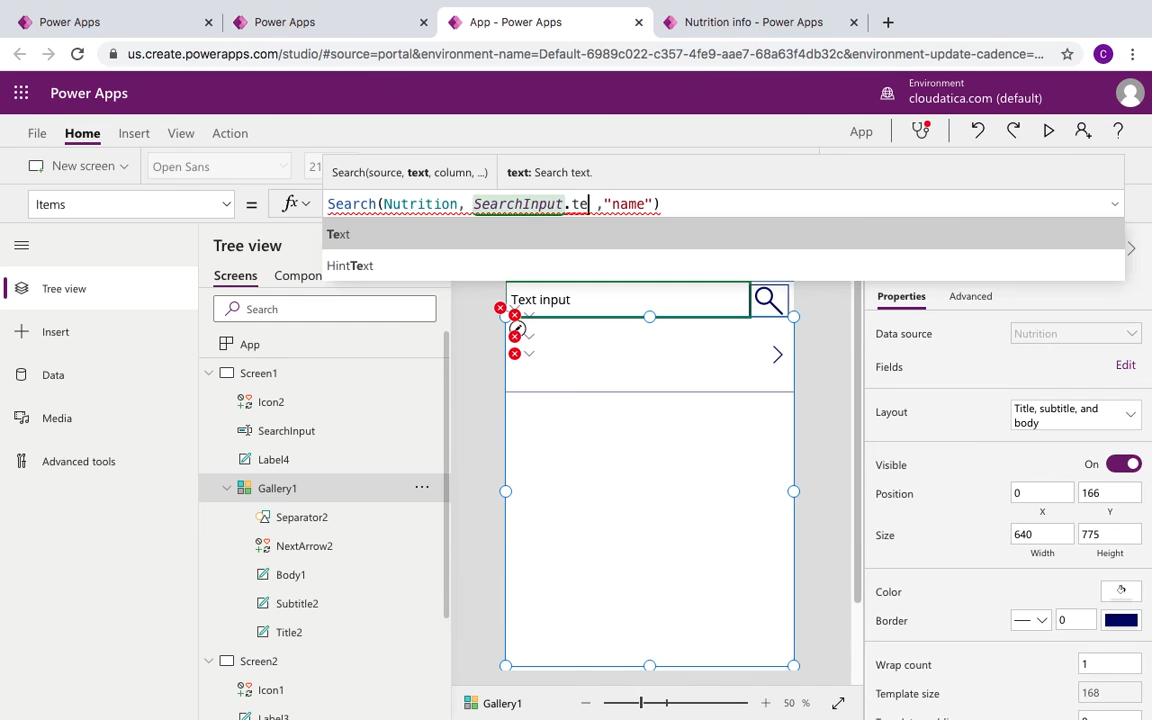 Power Apps
Power Apps
App - Power Apps
Nutrition info - Power Apps
us.create.powerapps.com/studio/#source=portal&environment-name=Default-6989c022-c357-4fe9-aae7-68a63f4db32c&environment-update-cadence=...
C
Power Apps
Environment
cloudatica.com (default)
File
Home
Insert
View
Action
App
New screen
Open Sans
21
Search(source, text, column, ...)
text: Search text.
Items
=
fx
Search(Nutrition, SearchInput.te ,"name")
Text
HintText
Tree view
Screens
Compon
Search
App
Screen1
Icon2
SearchInput
Label4
Gallery1
Separator2
NextArrow2
Body1
Subtitle2
Title2
Screen2
Icon1
Label3
Tree view
Insert
Data
Media
Advanced tools
Text input
Gallery1
50 %
Properties
Advanced
Data source
Nutrition
Fields
Edit
Layout
Title, subtitle, and body
Visible
On
Position
0
166
X
Y
Size
640
775
Width
Height
Color
Border
0
Wrap count
1
Template size
168